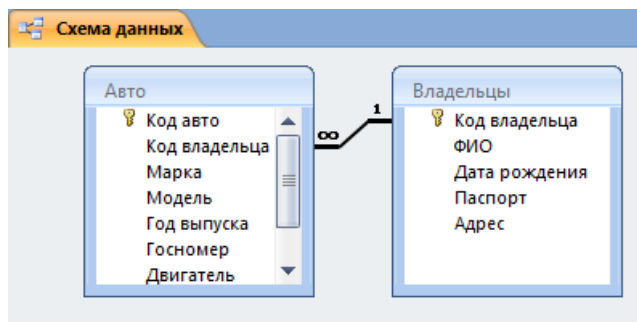 Схема данных
Авто
Код авто
Код владельца
Марка
Модель
Год выпуска
Госномер
Двигатель
∞
1
Владельцы
Код владельца
ФИО
Дата рождения
Паспорт
Адрес